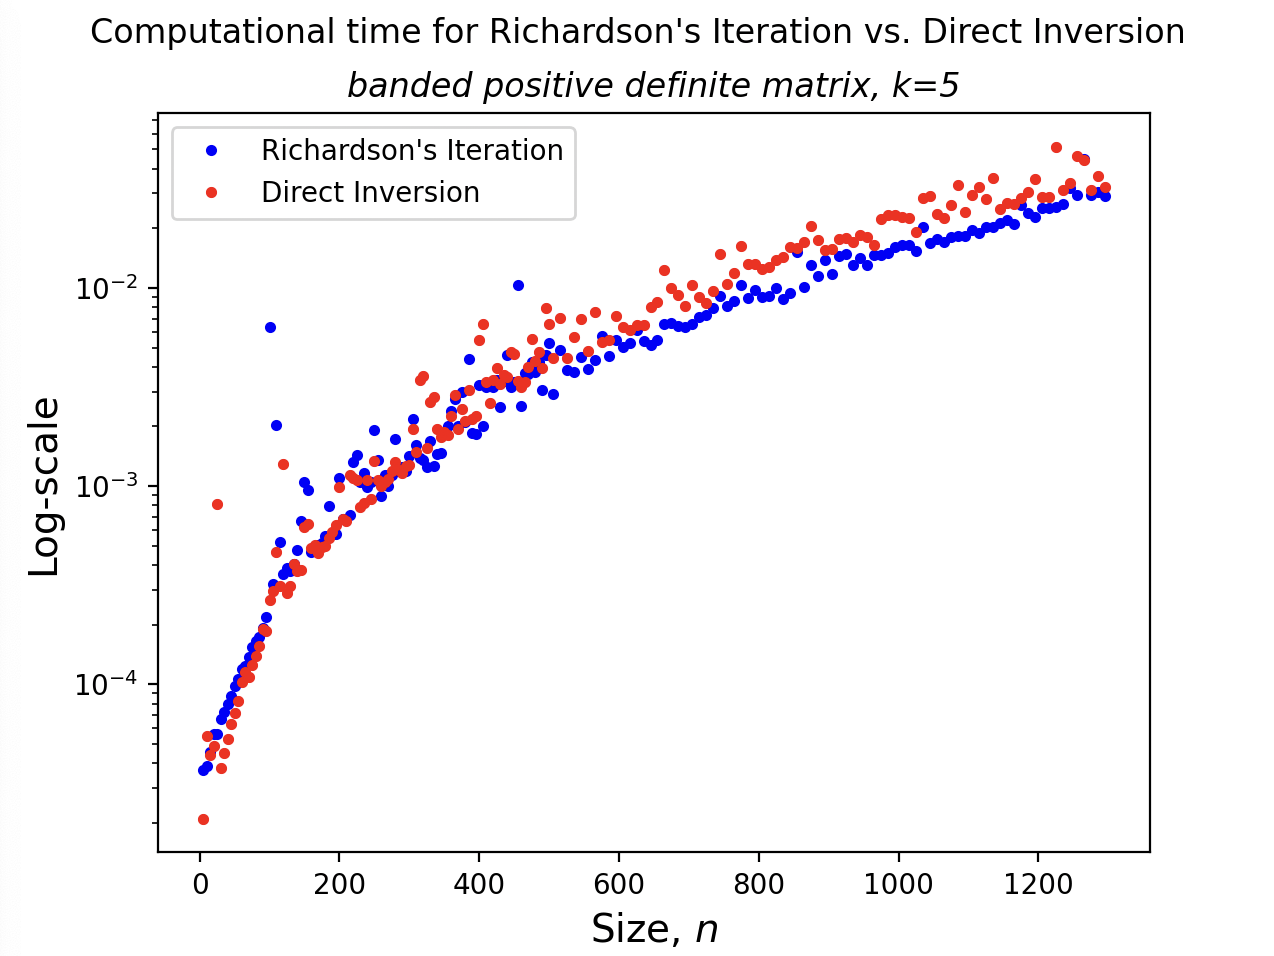 Computational time for Richardson's Iteration vs. Direct Inversion
banded positive definite matrix, k=5
Richardson's Iteration
Direct Inversion
Log-scale
10⁻²
10⁻³
10⁻⁴
0 200 400 600 800 1000 1200
Size, n